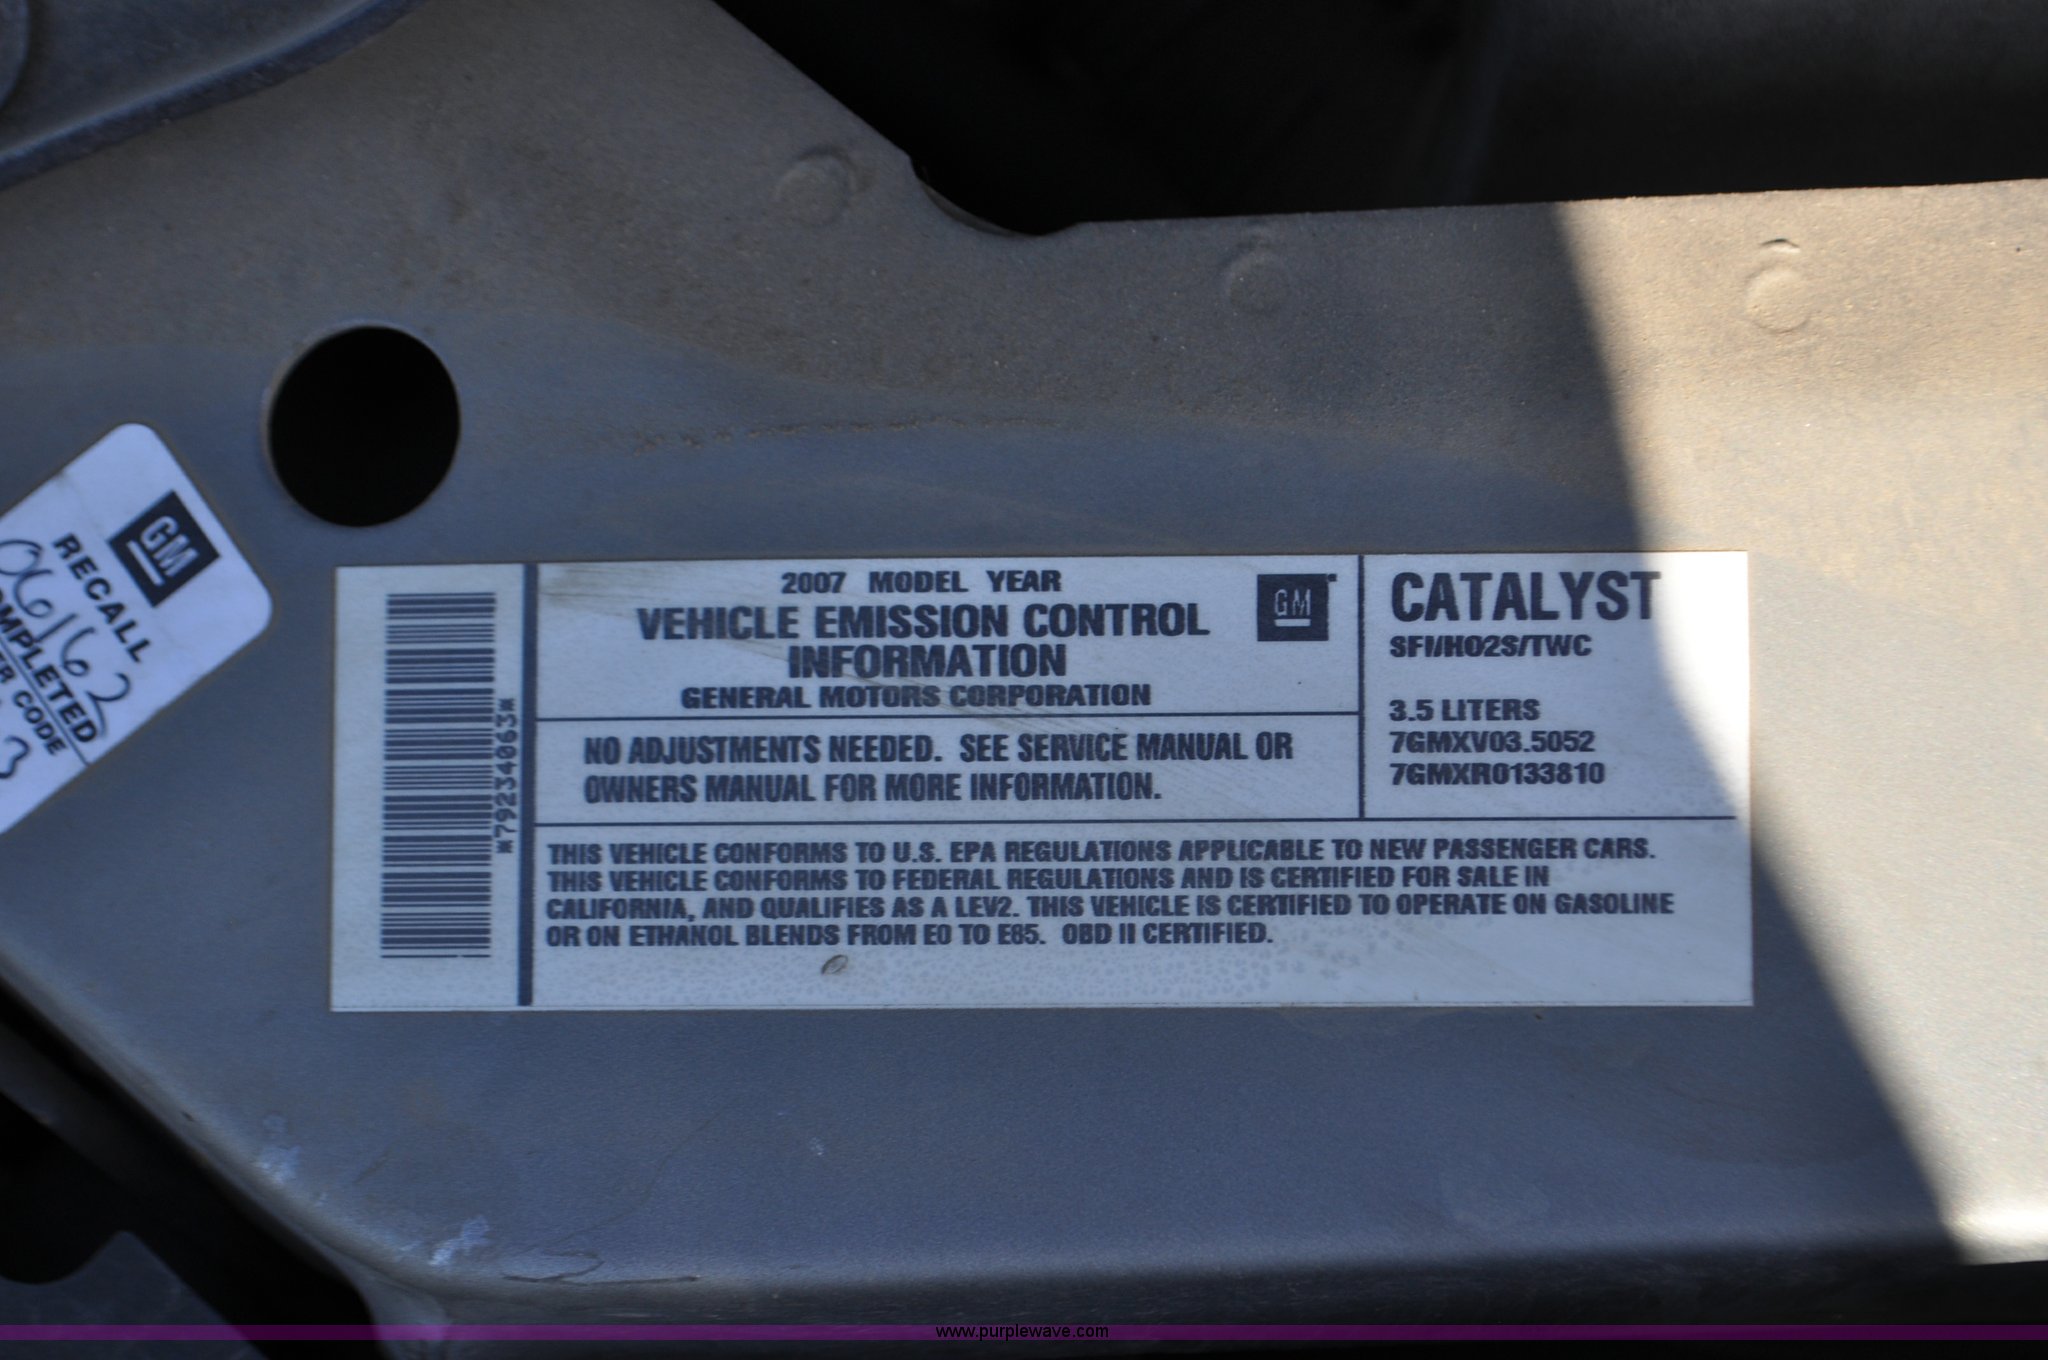 GM
RECALL
06162
COMPLETED
CODE
3
*79234063*
2007 MODEL YEAR
VEHICLE EMISSION CONTROL
INFORMATION
GENERAL MOTORS CORPORATION
GM
NO ADJUSTMENTS NEEDED. SEE SERVICE MANUAL OR
OWNERS MANUAL FOR MORE INFORMATION.
CATALYST
SFI/HO2S/TWC
3.5 LITERS
7GMXV03.5052
7GMXR0133810
THIS VEHICLE CONFORMS TO U.S. EPA REGULATIONS APPLICABLE TO NEW PASSENGER CARS.
THIS VEHICLE CONFORMS TO FEDERAL REGULATIONS AND IS CERTIFIED FOR SALE IN
CALIFORNIA, AND QUALIFIES AS A LEV2. THIS VEHICLE IS CERTIFIED TO OPERATE ON GASOLINE
OR ON ETHANOL BLENDS FROM E0 TO E85. OBD II CERTIFIED.
www.purplewave.com